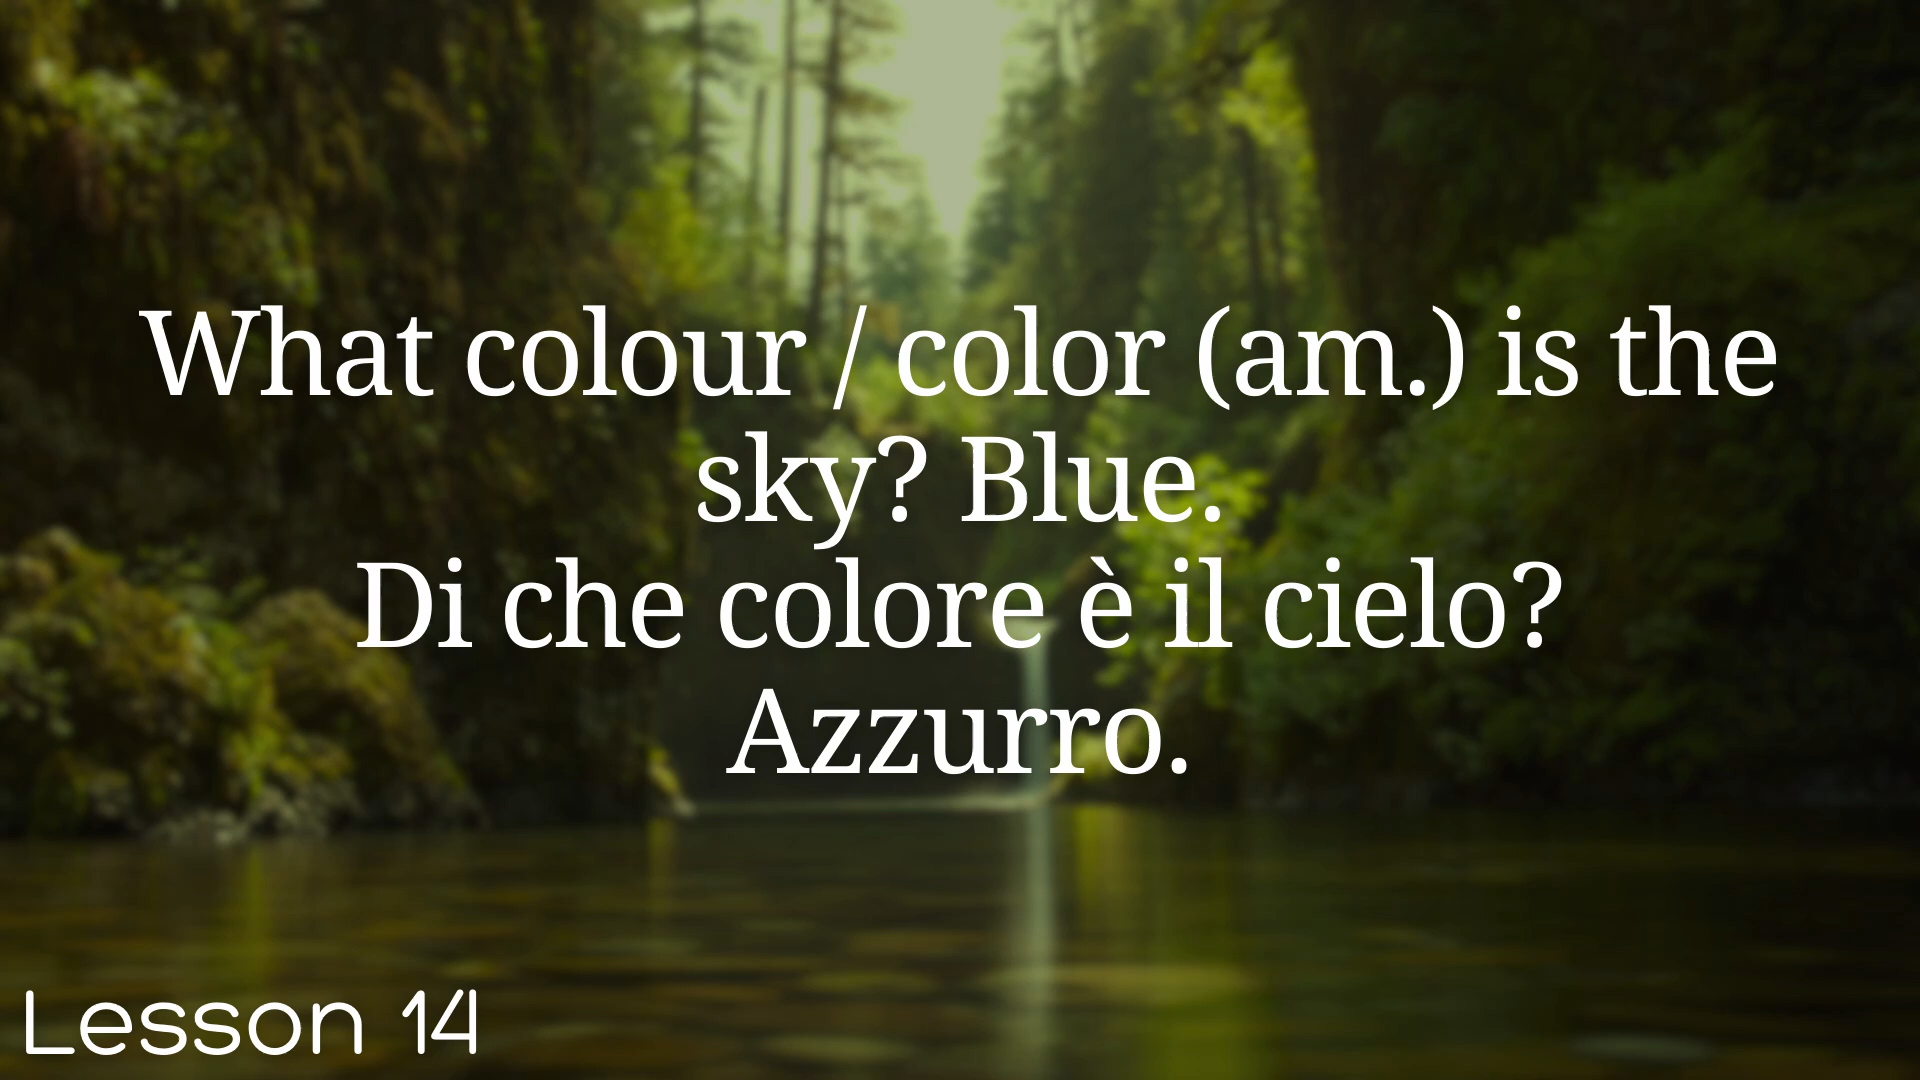 What colour / color (am.) is the
sky? Blue.
Di che colore è il cielo?
Azzurro.
Lesson 14